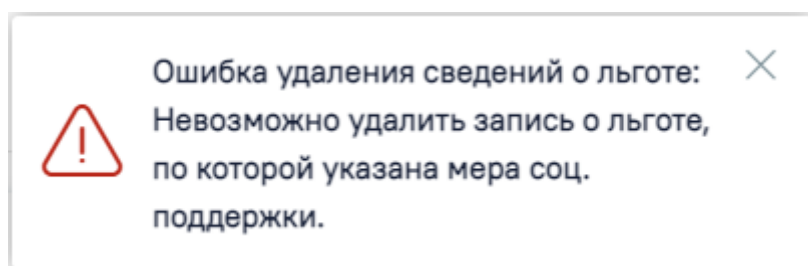 Ошибка удаления сведений о льготе:
Невозможно удалить запись о льготе,
по которой указана мера соц.
поддержки.